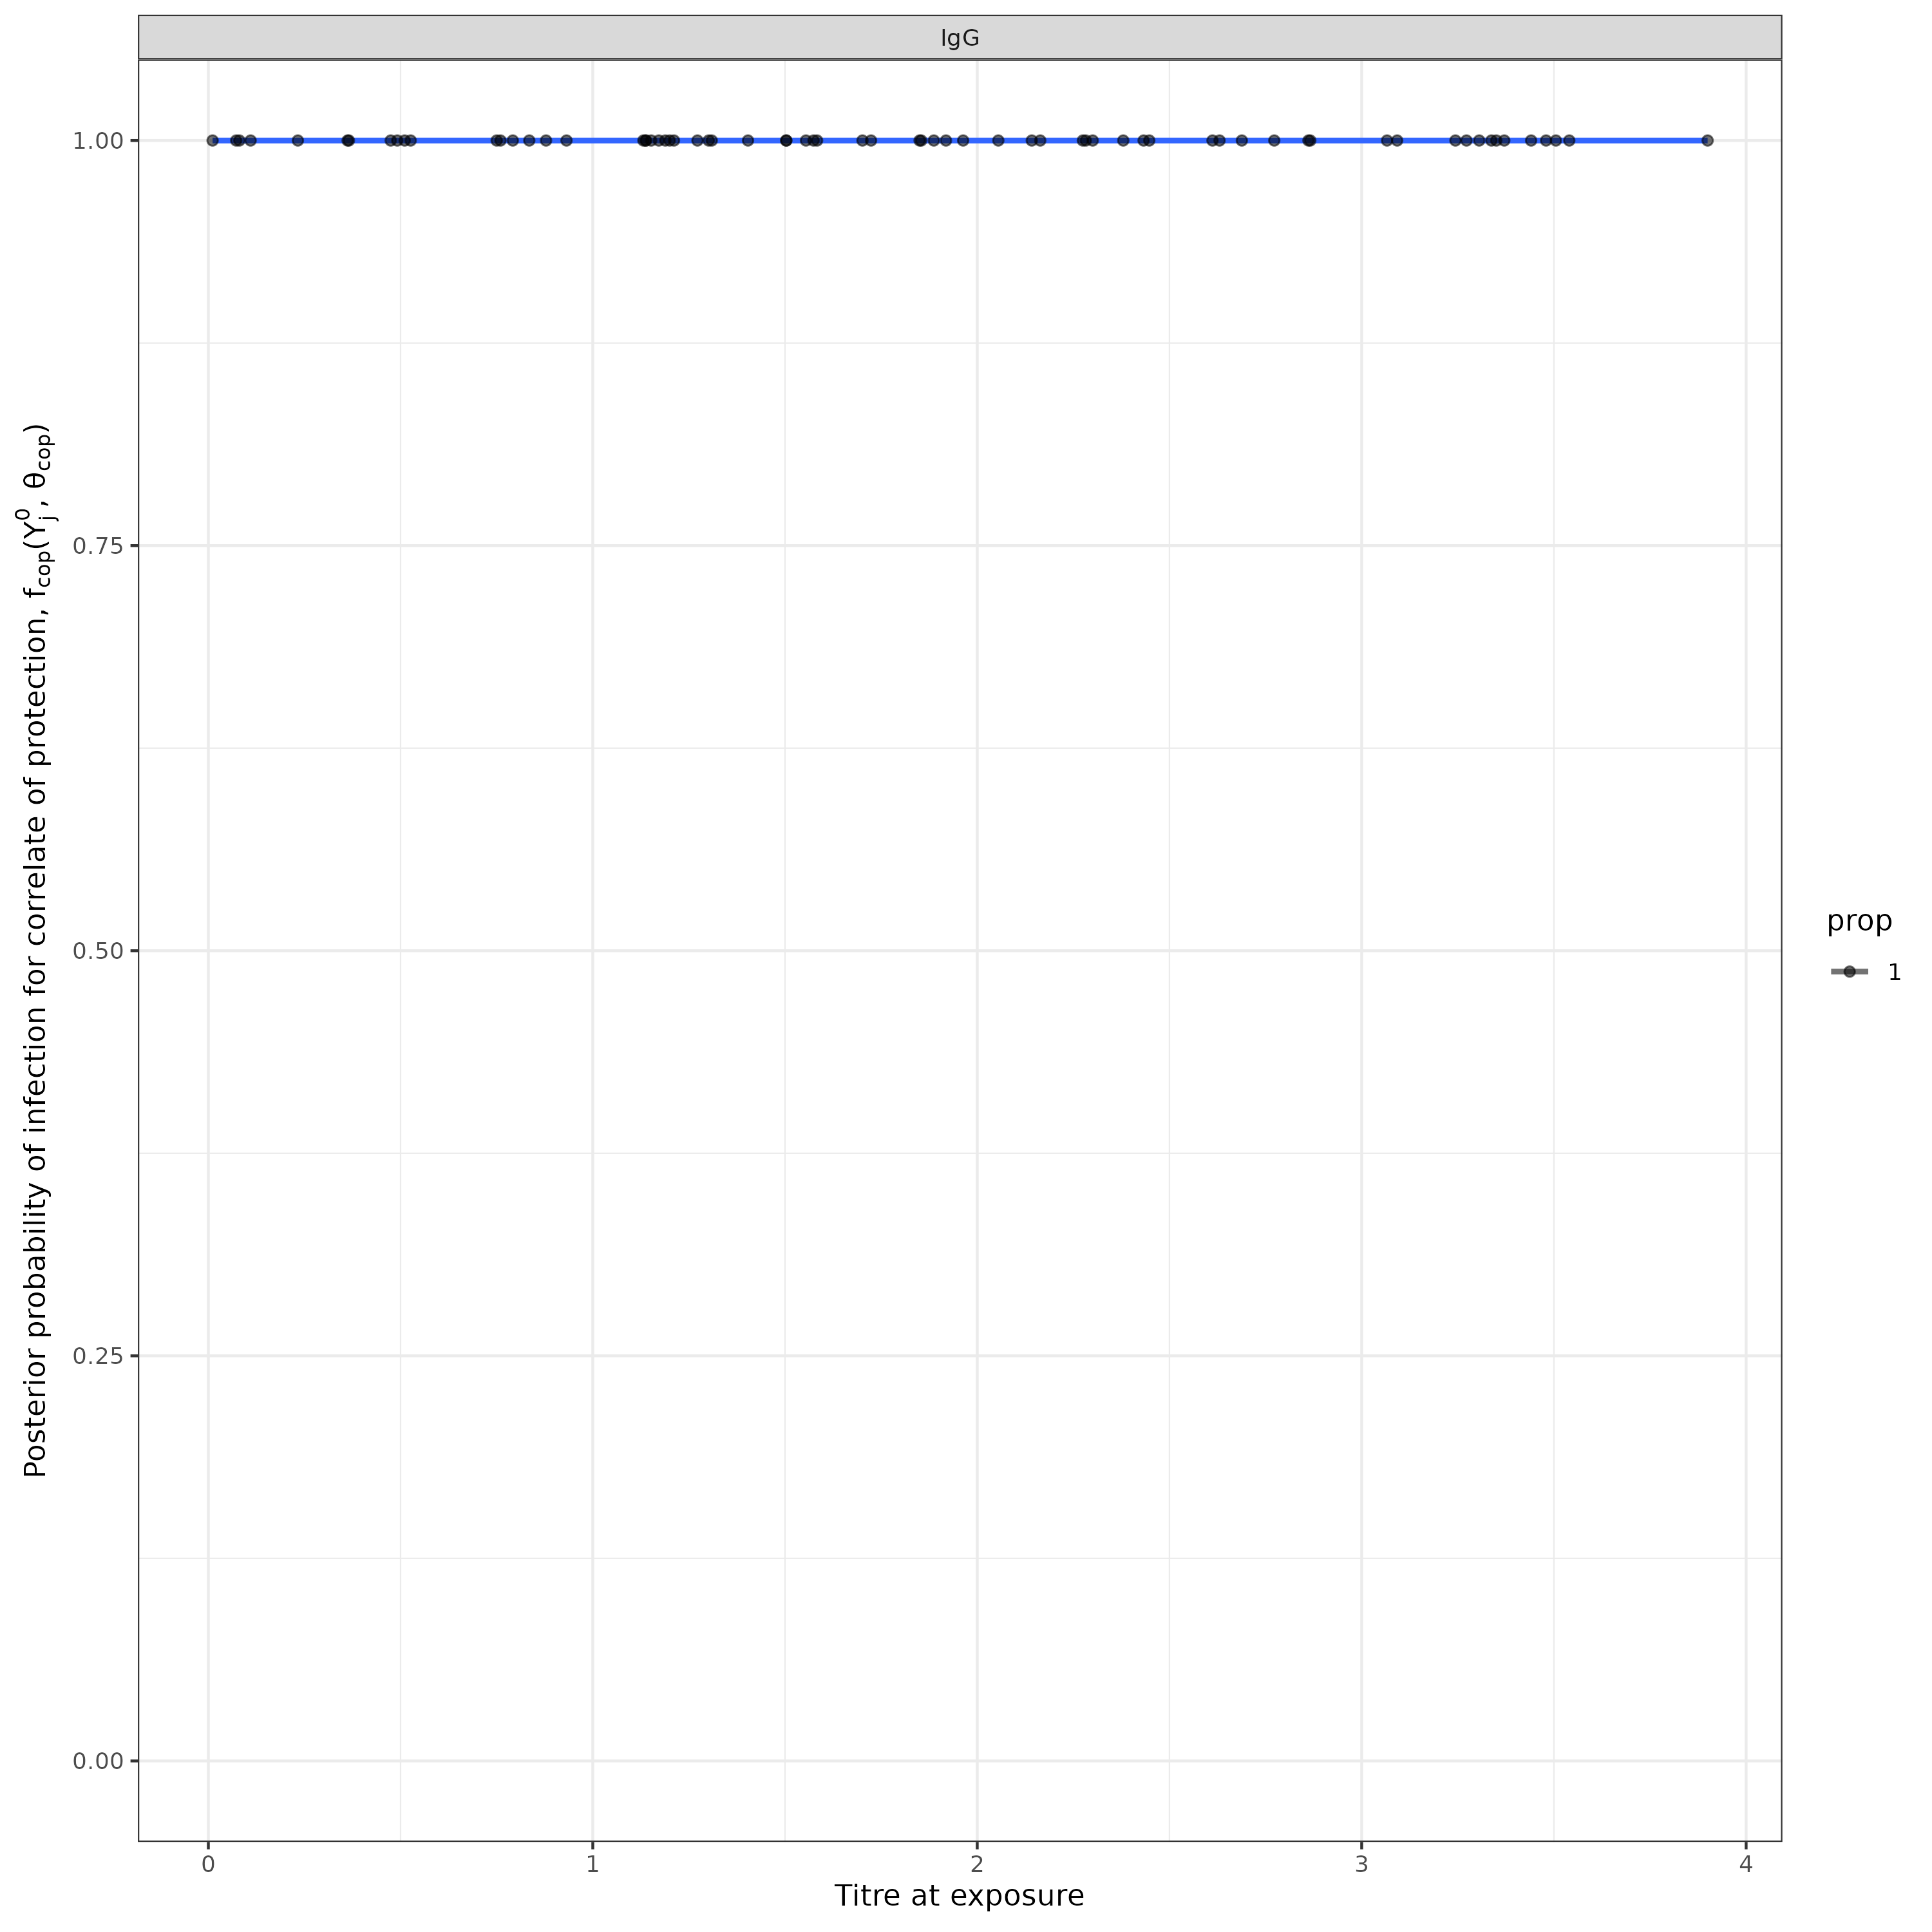 IgG
Posterior probability of infection for correlate of protection, f_cop(Y_j^0, θ_cop)
1.00
0.75
0.50
0.25
0.00
0 1 2 3 4
Titre at exposure
prop
1